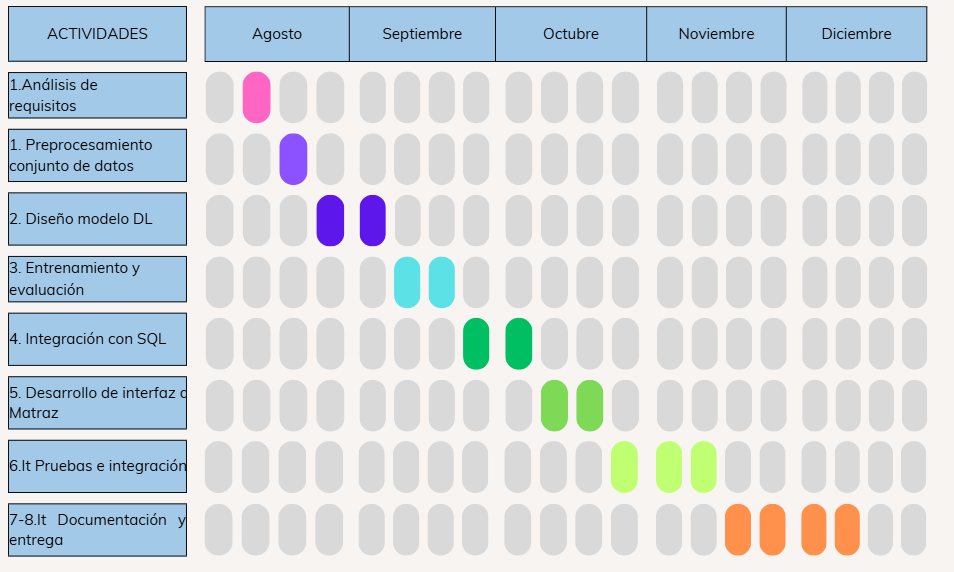 ACTIVIDADES
Agosto
Septiembre
Octubre
Noviembre
Diciembre
1.Análisis de
requisitos
1. Preprocesamiento
conjunto de datos
2. Diseño modelo DL
3. Entrenamiento y
evaluación
4. Integración con SQL
5. Desarrollo de interfaz
Matraz
6.It Pruebas e integración
7-8.It Documentación y
entrega